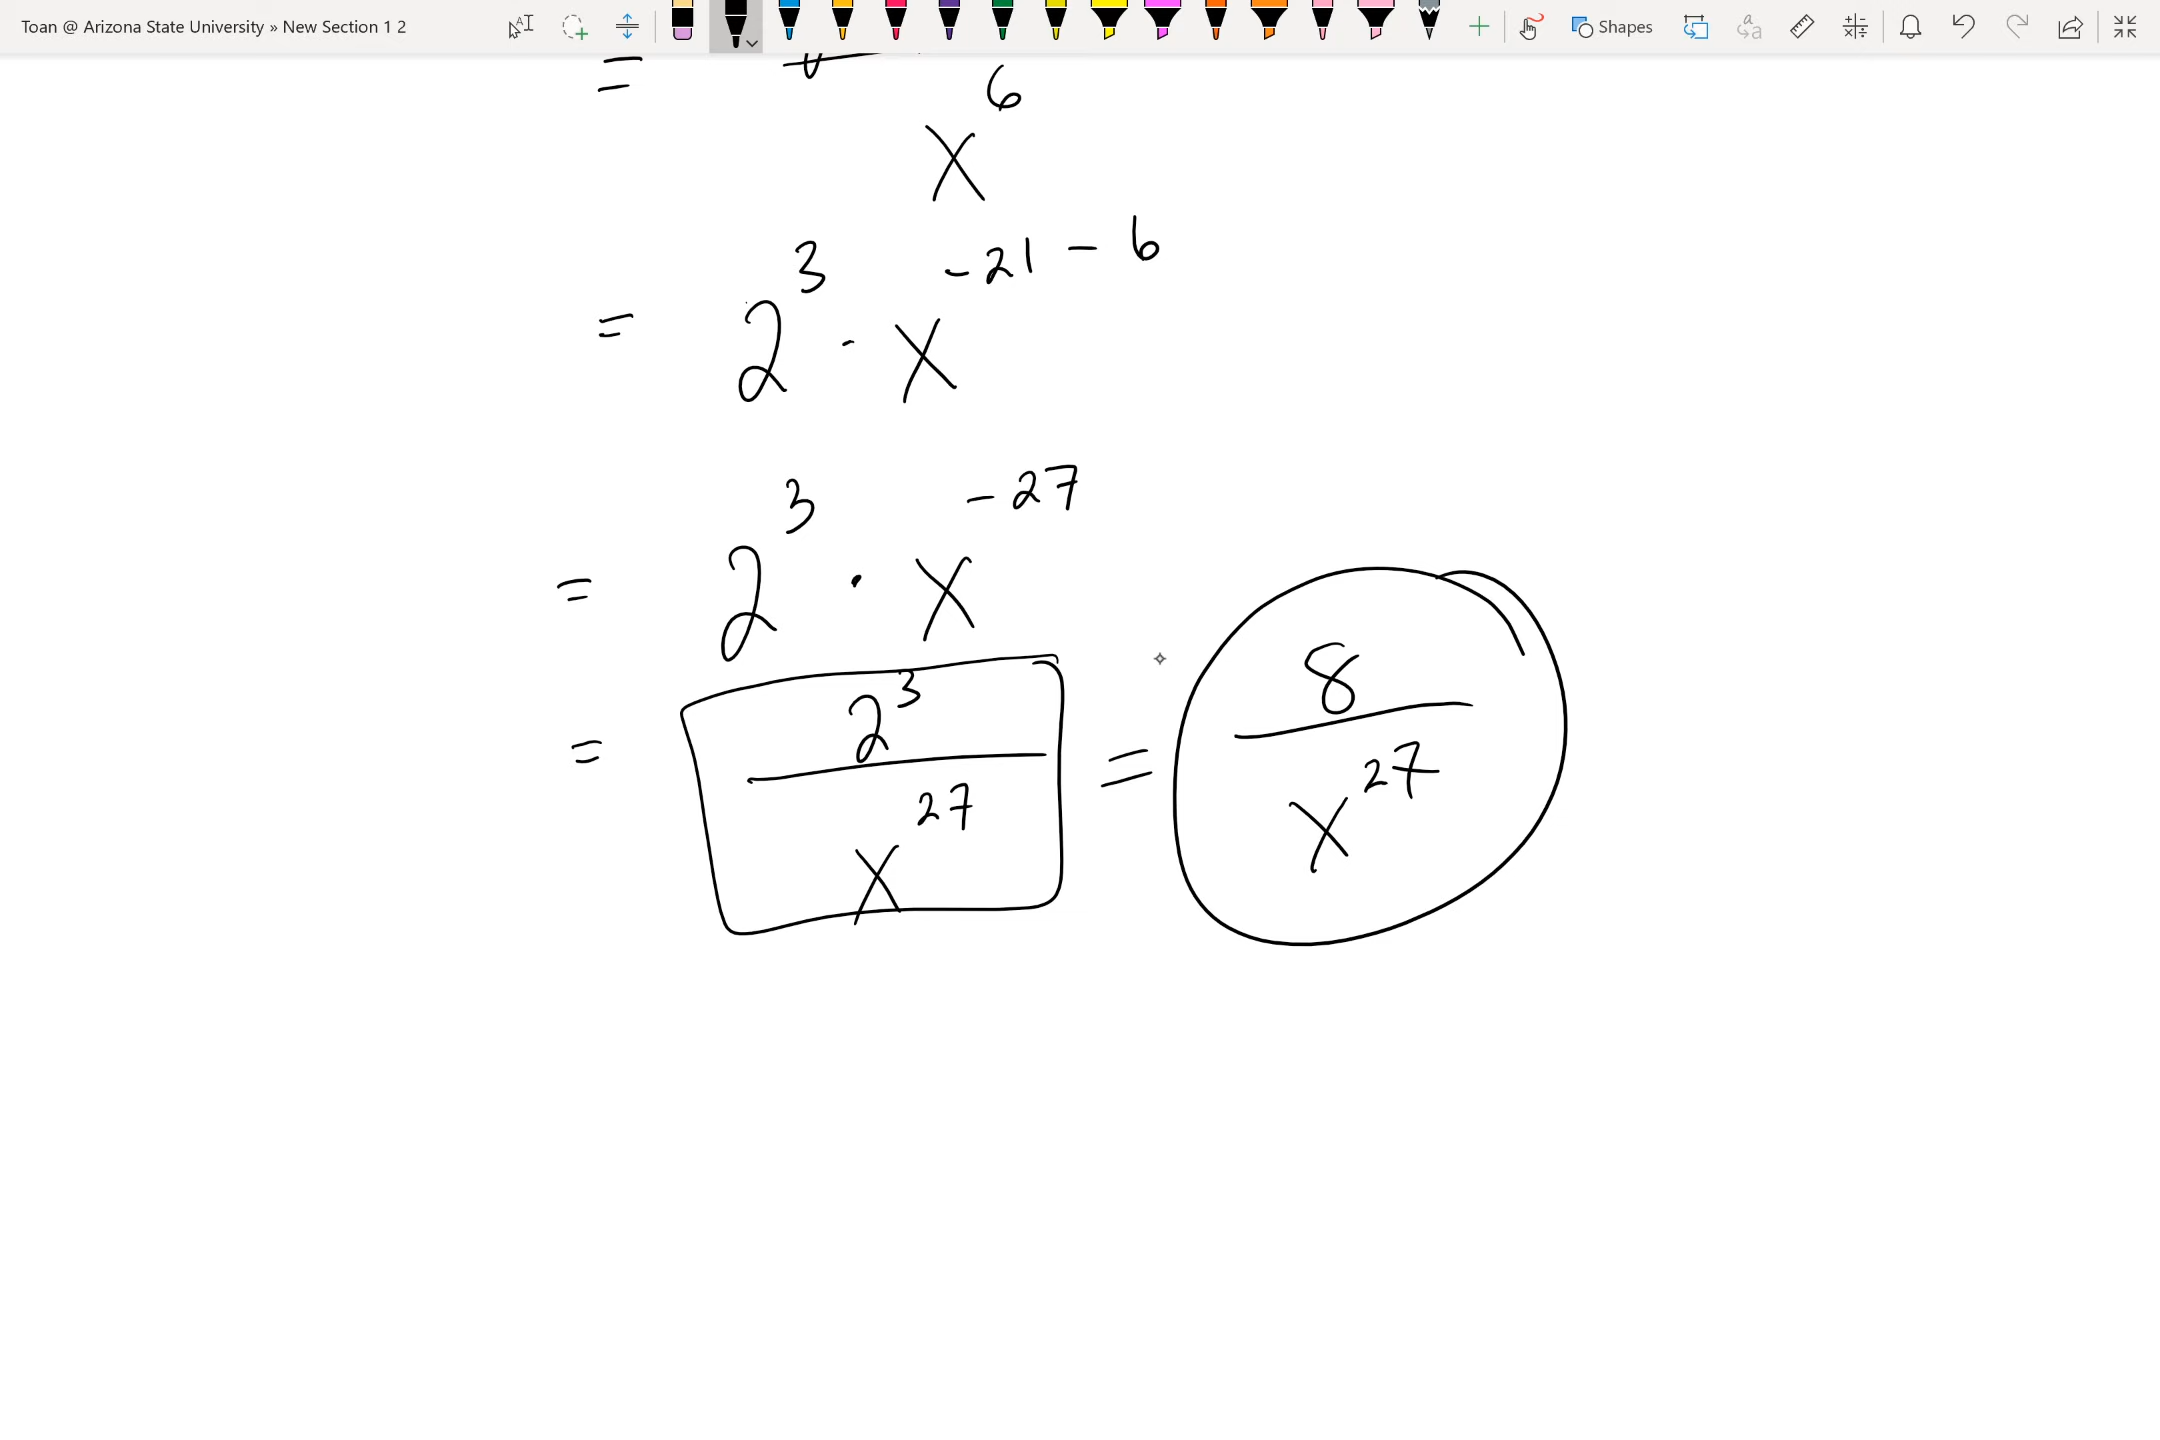 Toan @ Arizona State University » New Section 1 2
Shapes
=
x^6
= 2^3 · x^{-21 - 6}
= 2^3 · x^{-27}
= 2^3 / x^{27} = 8 / x^{27}